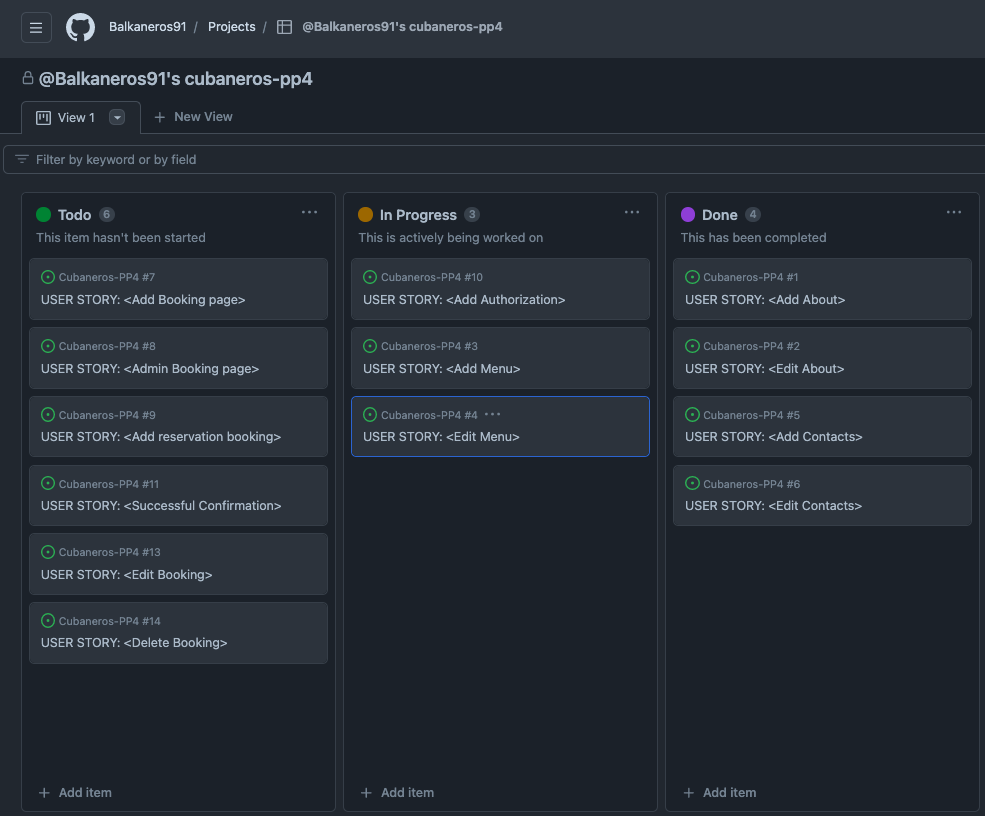 Balkaneros91 / Projects / @Balkaneros91's cubaneros-pp4
@Balkaneros91's cubaneros-pp4
View 1
New View
Filter by keyword or by field
Todo 6
This item hasn't been started
Cubaneros-PP4 #7
USER STORY: <Add Booking page>
Cubaneros-PP4 #8
USER STORY: <Admin Booking page>
Cubaneros-PP4 #9
USER STORY: <Add reservation booking>
Cubaneros-PP4 #11
USER STORY: <Successful Confirmation>
Cubaneros-PP4 #13
USER STORY: <Edit Booking>
Cubaneros-PP4 #14
USER STORY: <Delete Booking>
Add item
In Progress 3
This is actively being worked on
Cubaneros-PP4 #10
USER STORY: <Add Authorization>
Cubaneros-PP4 #3
USER STORY: <Add Menu>
Cubaneros-PP4 #4
USER STORY: <Edit Menu>
Add item
Done 4
This has been completed
Cubaneros-PP4 #1
USER STORY: <Add About>
Cubaneros-PP4 #2
USER STORY: <Edit About>
Cubaneros-PP4 #5
USER STORY: <Add Contacts>
Cubaneros-PP4 #6
USER STORY: <Edit Contacts>
Add item